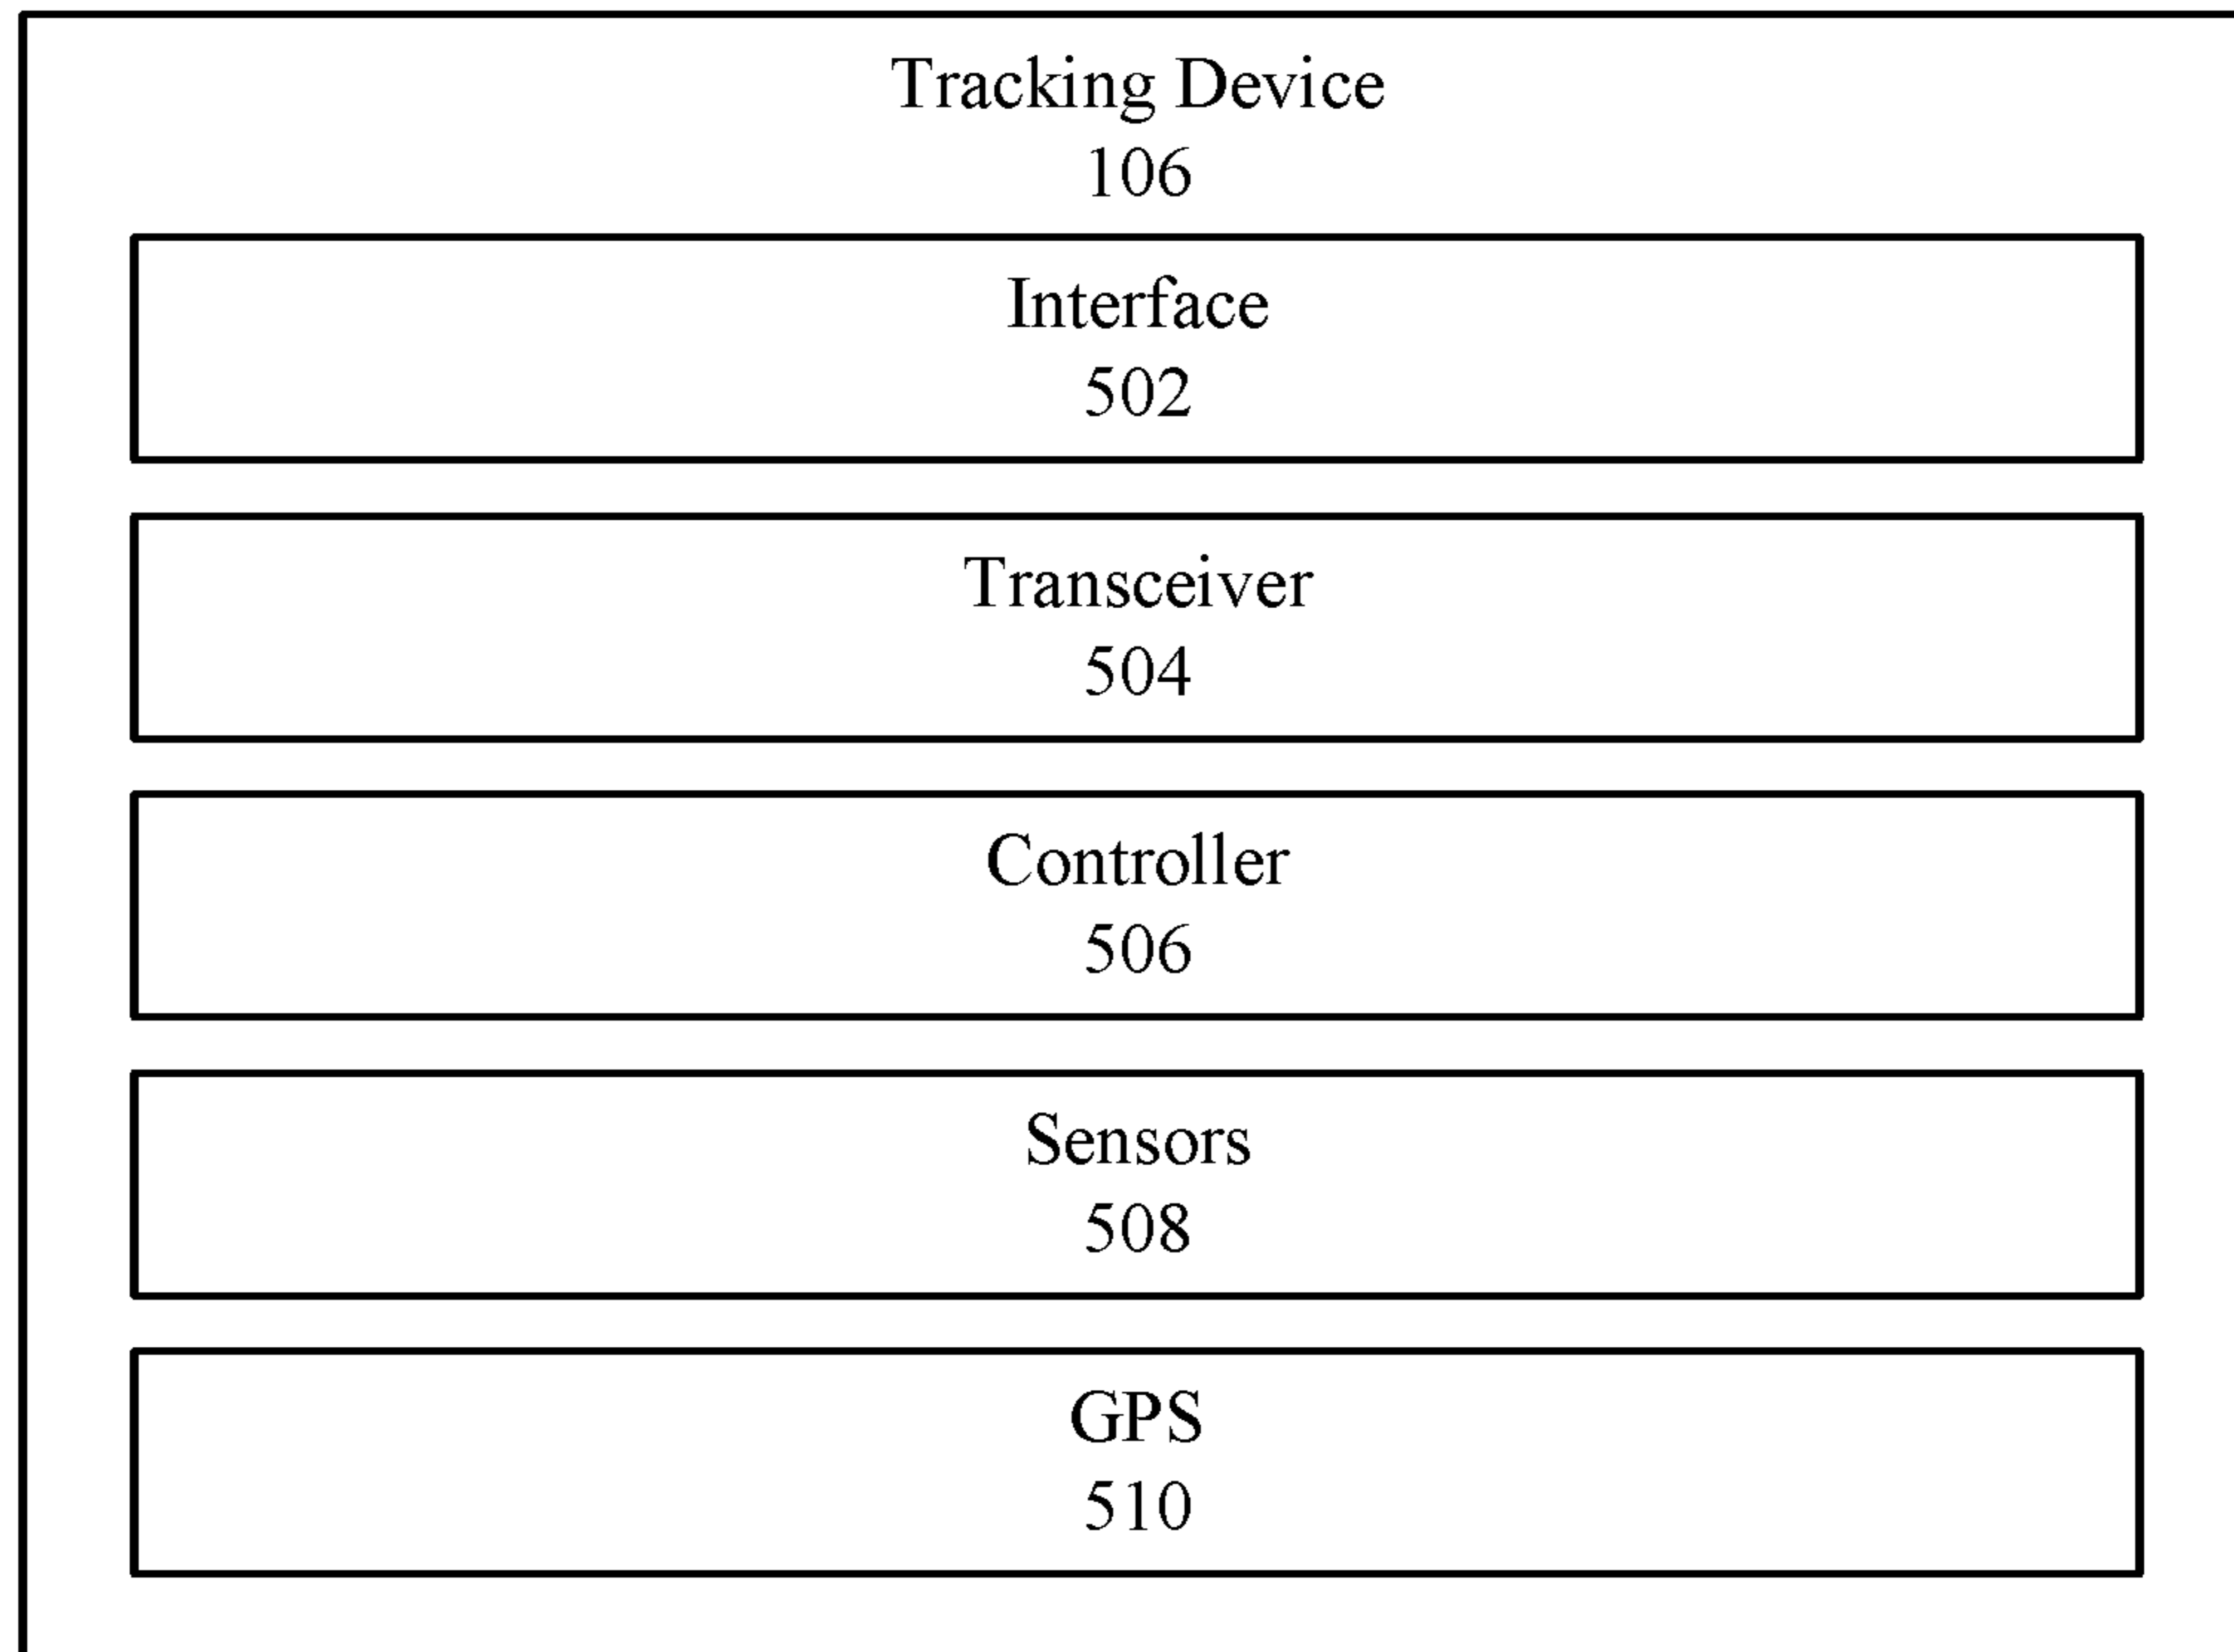 Tracking Device
106
Interface
502
Transceiver
504
Controller
506
Sensors
508
GPS
510